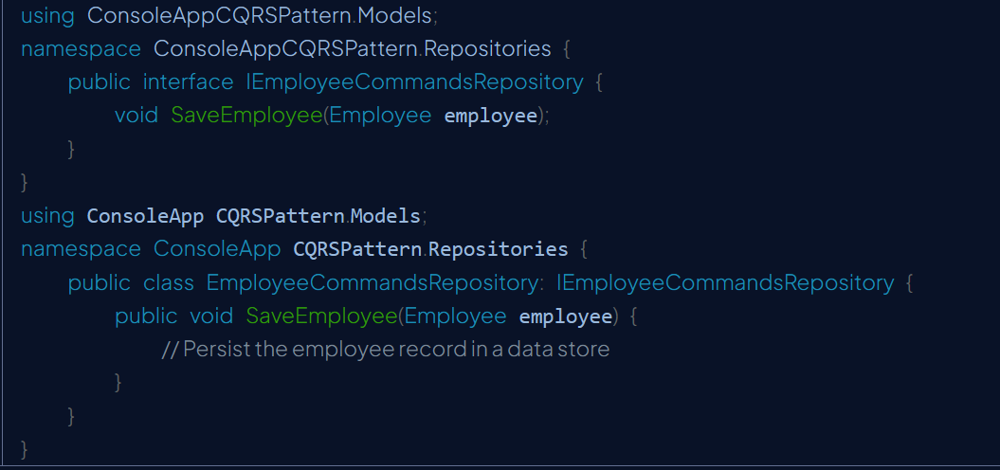 using ConsoleAppCQRSPattern.Models;
namespace ConsoleAppCQRSPattern.Repositories {
public interface IEmployeeCommandsRepository {
void SaveEmployee(Employee employee);
}
}
using ConsoleApp CQRSPattern.Models;
namespace ConsoleApp CQRSPattern.Repositories {
public class EmployeeCommandsRepository: IEmployeeCommandsRepository {
public void SaveEmployee(Employee employee) {
// Persist the employee record in a data store
}
}
}